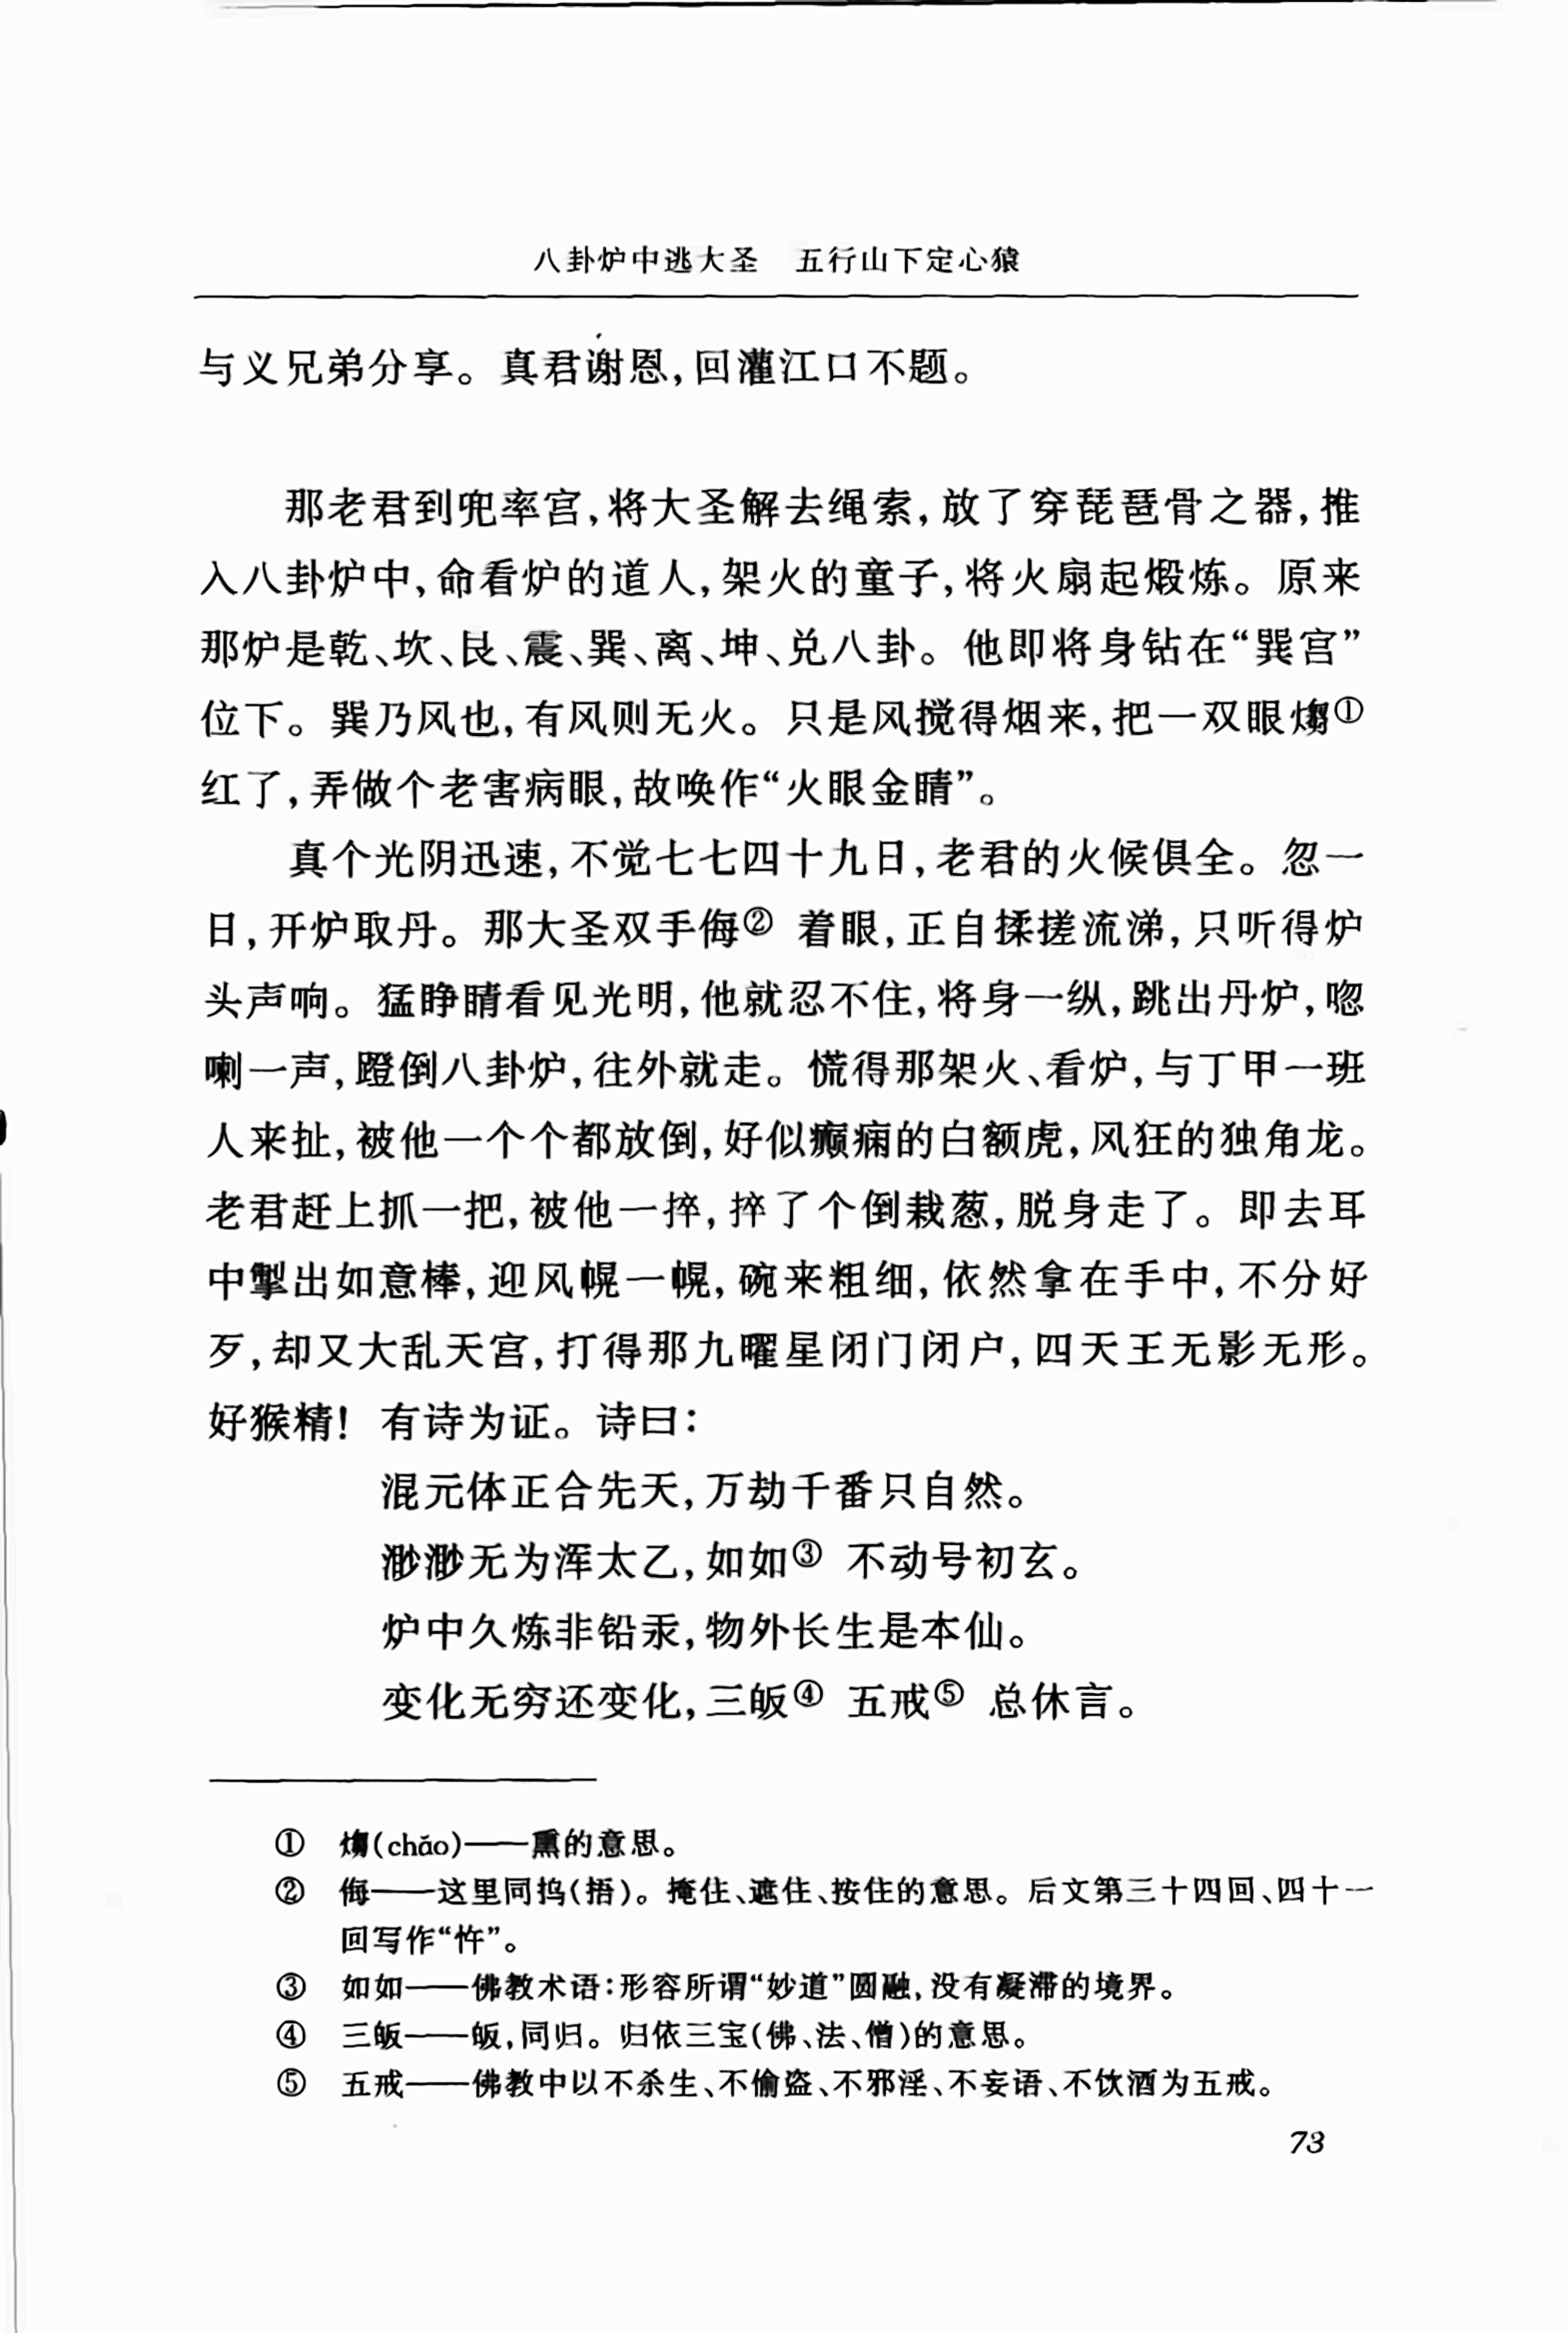 八卦炉中逃大圣　五行山下定心猿
与义兄弟分享。真君谢恩,回灌江口不题。
那老君到兜率宫,将大圣解去绳索,放了穿琵琶骨之器,推
入八卦炉中,命看炉的道人,架火的童子,将火扇起煅炼。原来
那炉是乾、坎、艮、震、巽、离、坤、兑八卦。他即将身钻在“巽宫”
位下。巽乃风也,有风则无火。只是风搅得烟来,把一双眼㷅①
红了,弄做个老害病眼,故唤作“火眼金睛”。
真个光阴迅速,不觉七七四十九日,老君的火候俱全。忽一
日,开炉取丹。那大圣双手侮② 着眼,正自揉搓流涕,只听得炉
头声响。猛睁睛看见光明,他就忍不住,将身一纵,跳出丹炉,唿
喇一声,蹬倒八卦炉,往外就走。慌得那架火、看炉,与丁甲一班
人来扯,被他一个个都放倒,好似癫痫的白额虎,风狂的独角龙。
老君赶上抓一把,被他一捽,捽了个倒栽葱,脱身走了。即去耳
中掣出如意棒,迎风幌一幌,碗来粗细,依然拿在手中,不分好
歹,却又大乱天宫,打得那九曜星闭门闭户,四天王无影无形。
好猴精! 有诗为证。诗曰:
混元体正合先天,万劫千番只自然。
渺渺无为浑太乙,如如③ 不动号初玄。
炉中久炼非铅汞,物外长生是本仙。
变化无穷还变化,三皈④ 五戒⑤ 总休言。
① 㷅(chǎo)——熏的意思。
② 侮——这里同捂(捂)。掩住、遮住、按住的意思。后文第三十四回、四十一
回写作“忤”。
③ 如如——佛教术语:形容所谓“妙道”圆融,没有凝滞的境界。
④ 三皈——皈,同归。归依三宝(佛、法、僧)的意思。
⑤ 五戒——佛教中以不杀生、不偷盗、不邪淫、不妄语、不饮酒为五戒。
73